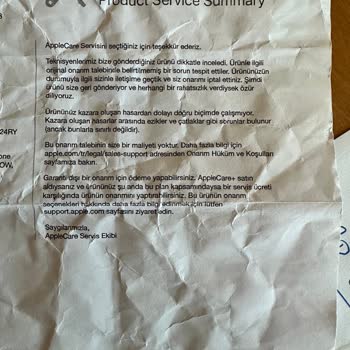 Product Service Summary
AppleCare Servisini seçtiğiniz için teşekkür ederiz.
Teknisyenlerimiz bize gönderdiğiniz ürünü dikkatle inceledi. Ürünle ilgili
orijinal onarım talebinde belirtilmemiş bir sorun tespit ettiler. Ürününüzün
durumuyla ilgili sizinle iletişime geçtik ve siz onarımı iptal ettiniz. Şimdi
ürünü size geri gönderiyor ve herhangi bir rahatsızlık verdiysek özür
diliyoruz.
Ürününüz kazara oluşan hasardan dolayı doğru biçimde çalışmıyor.
Kazara oluşan hasarlar arasında ezikler ve çatlaklar gibi sorunlar bulunur
(ancak bunlarla sınırlı değildir).
24RY
Bu onarım talebinin size bir maliyeti yoktur. Daha fazla bilgi için
apple.com/tr/legal/sales-support adresinden Onarım Hüküm ve Koşulları
sayfamıza bakın.
one
OW,
Garanti dışı bir onarım için ödeme yapabilirsiniz. AppleCare+ satın
aldıysanız ve ürününüz şu anda bu plan kapsamındaysa bir servis ücreti
karşılığında ürünün onarımını yaptırabilirsiniz. Bu ürünün onarım
seçenekleri hakkında daha fazla bilgi edinmek için lütfen
support.apple.com sayfasını ziyaret edin.
Saygılarımızla,
AppleCare Servis Ekibi